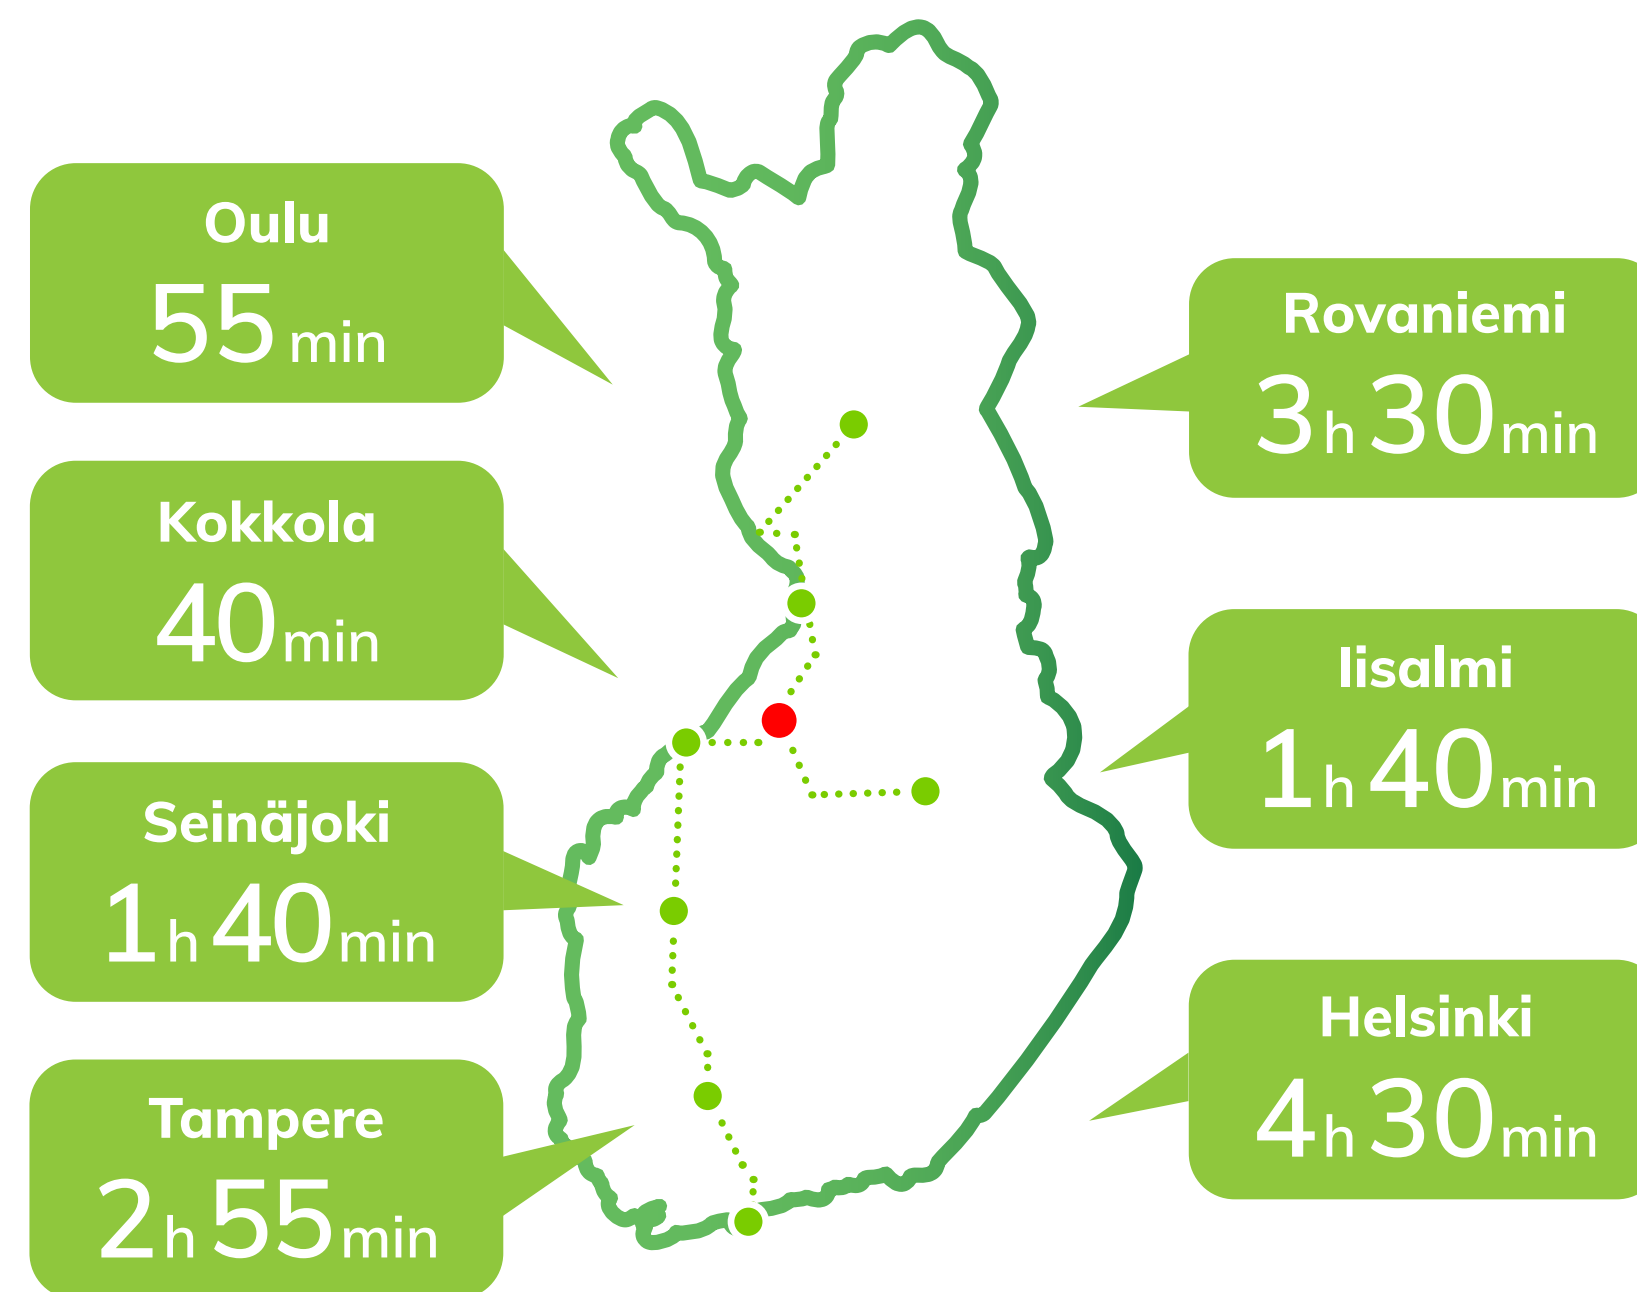 Oulu
55 min
Kokkola
40 min
Seinäjoki
1 h 40 min
Tampere
2 h 55 min
Rovaniemi
3 h 30 min
Iisalmi
1 h 40 min
Helsinki
4 h 30 min